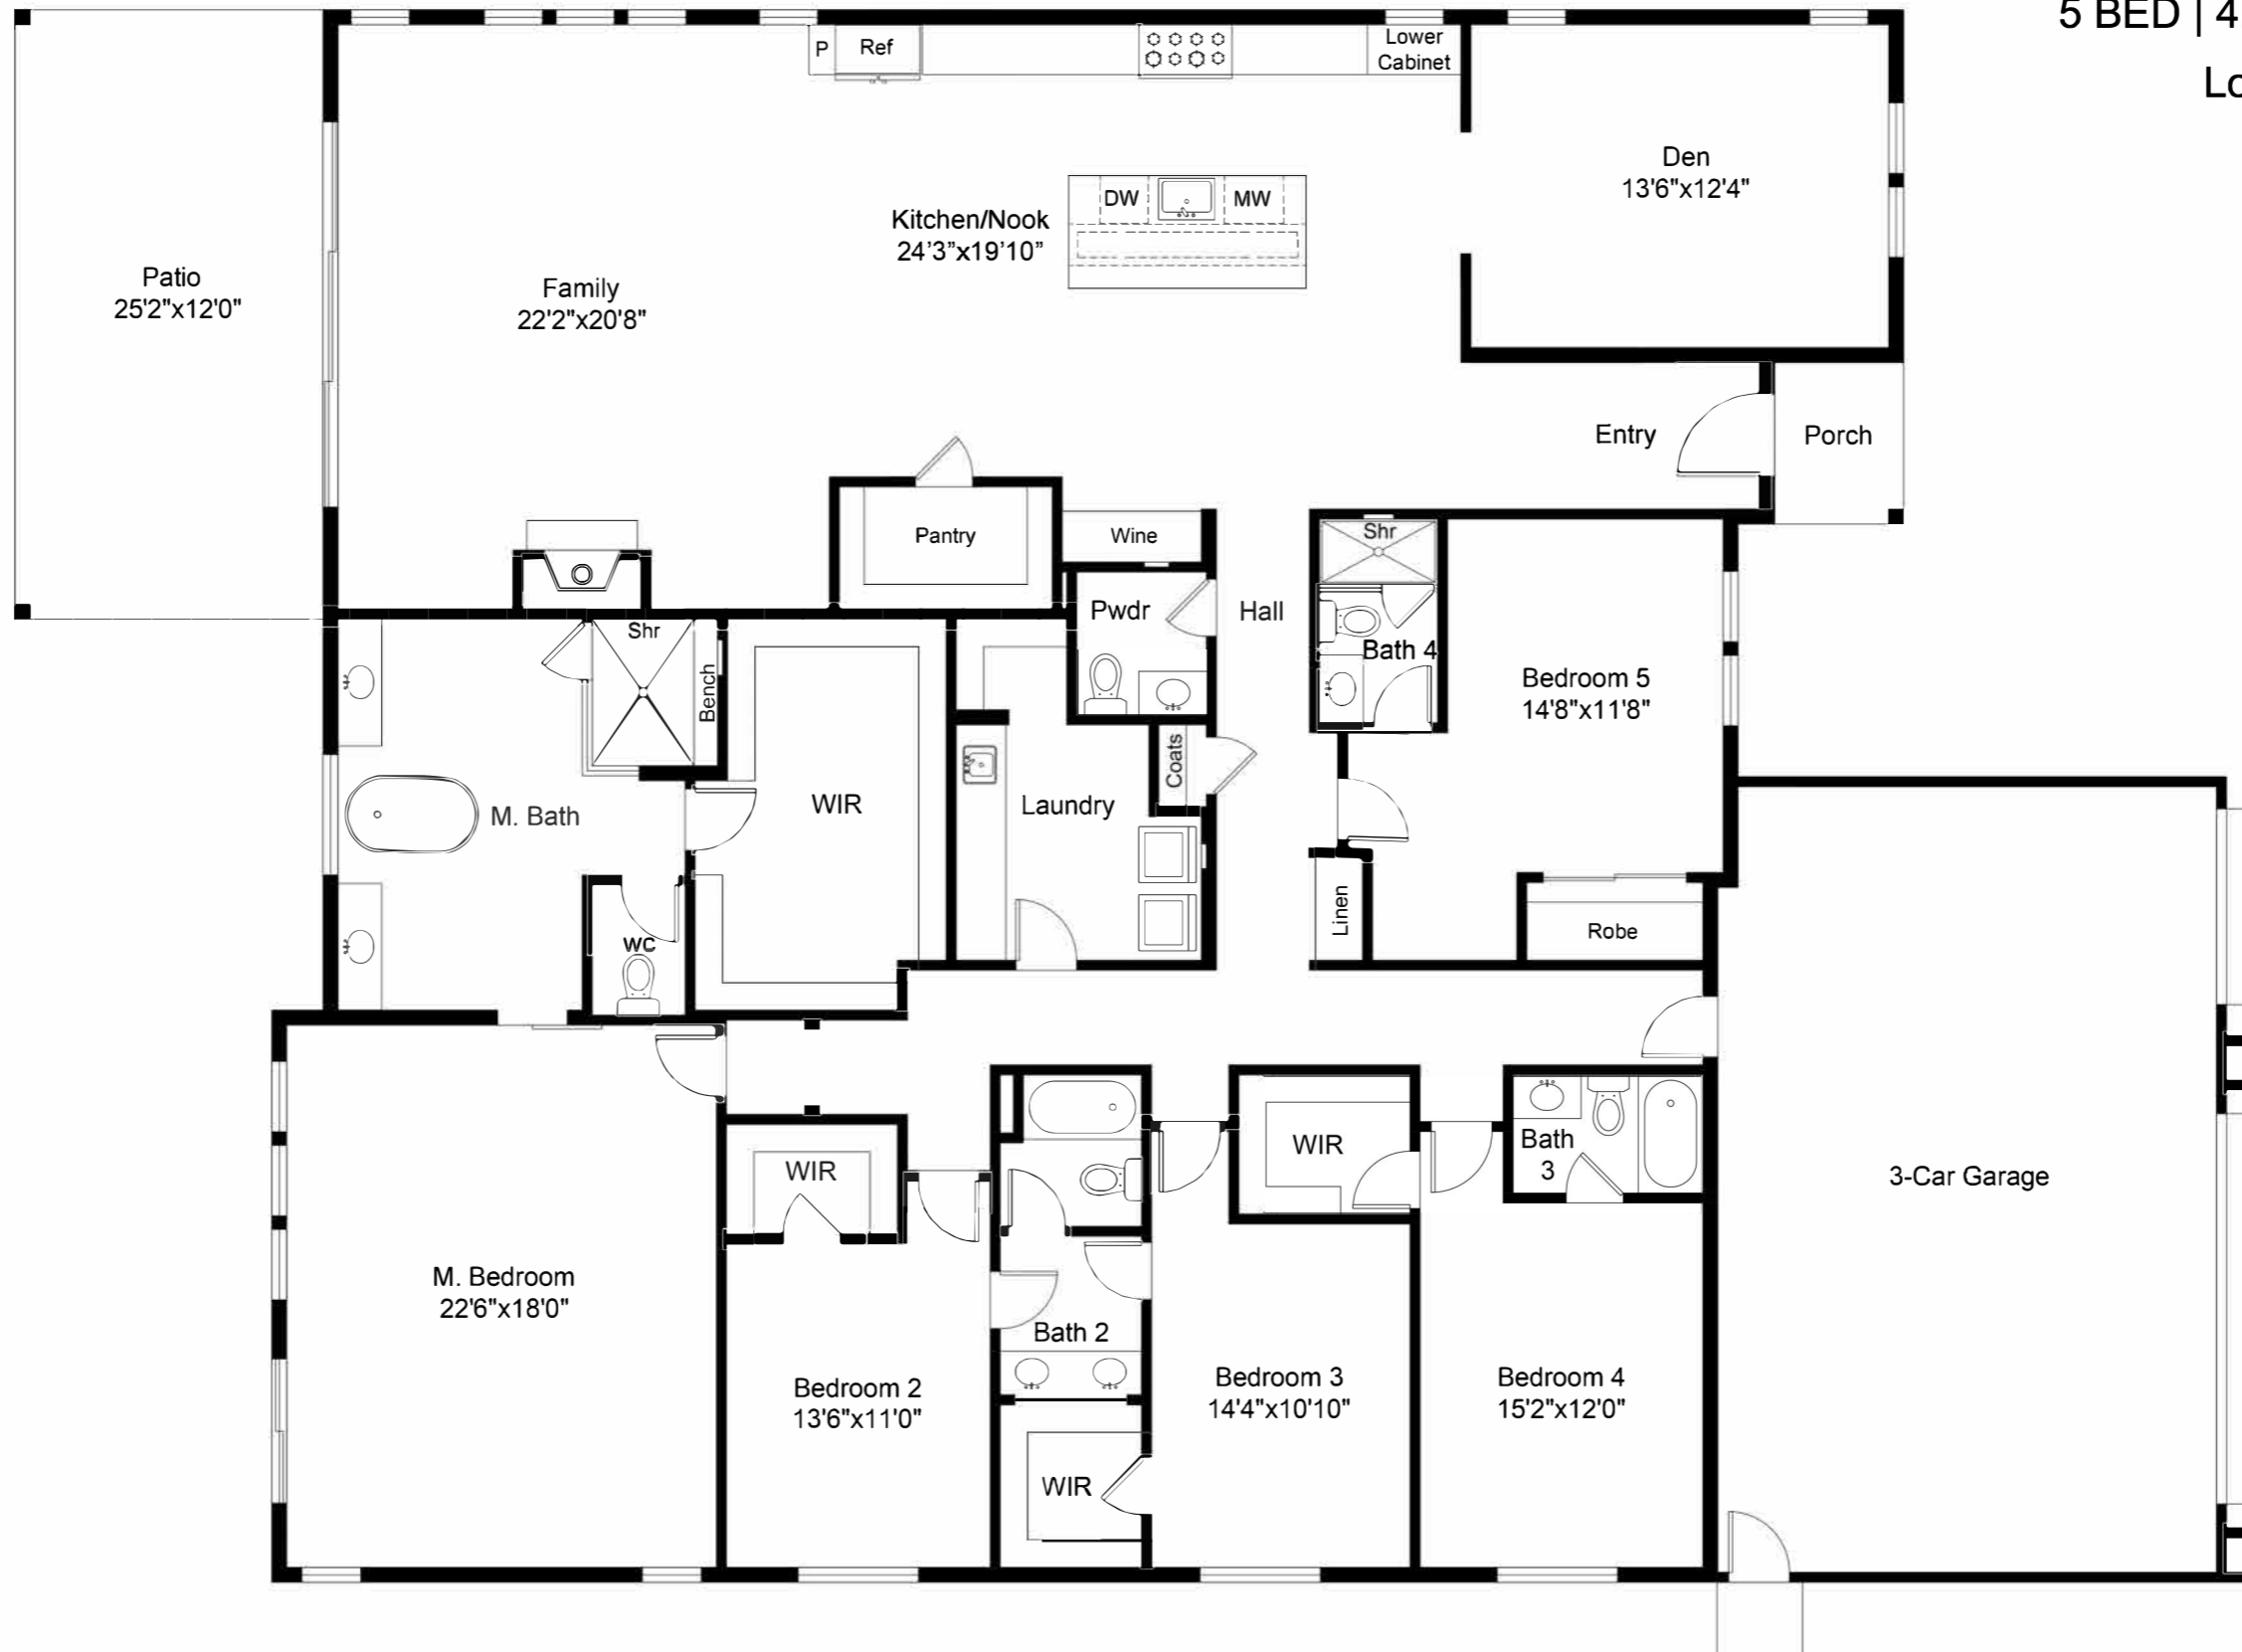 5 BED | 4
Lo
P
Ref
Lower
Cabinet
Den
13'6"x12'4"
DW
MW
Kitchen/Nook
24’3”x19’10”
Patio
25'2"x12'0"
Family
22'2"x20'8"
Entry
Porch
Pantry
Wine
Shr
Pwdr
Hall
Bath 4
Shr
Bench
Bedroom 5
14'8"x11'8"
Coats
M. Bath
WIR
Laundry
Linen
Robe
WC
WIR
WIR
Bath
3
3-Car Garage
M. Bedroom
22'6"x18'0"
Bath 2
Bedroom 2
13'6"x11'0"
Bedroom 3
14'4"x10'10"
Bedroom 4
15'2"x12'0"
WIR